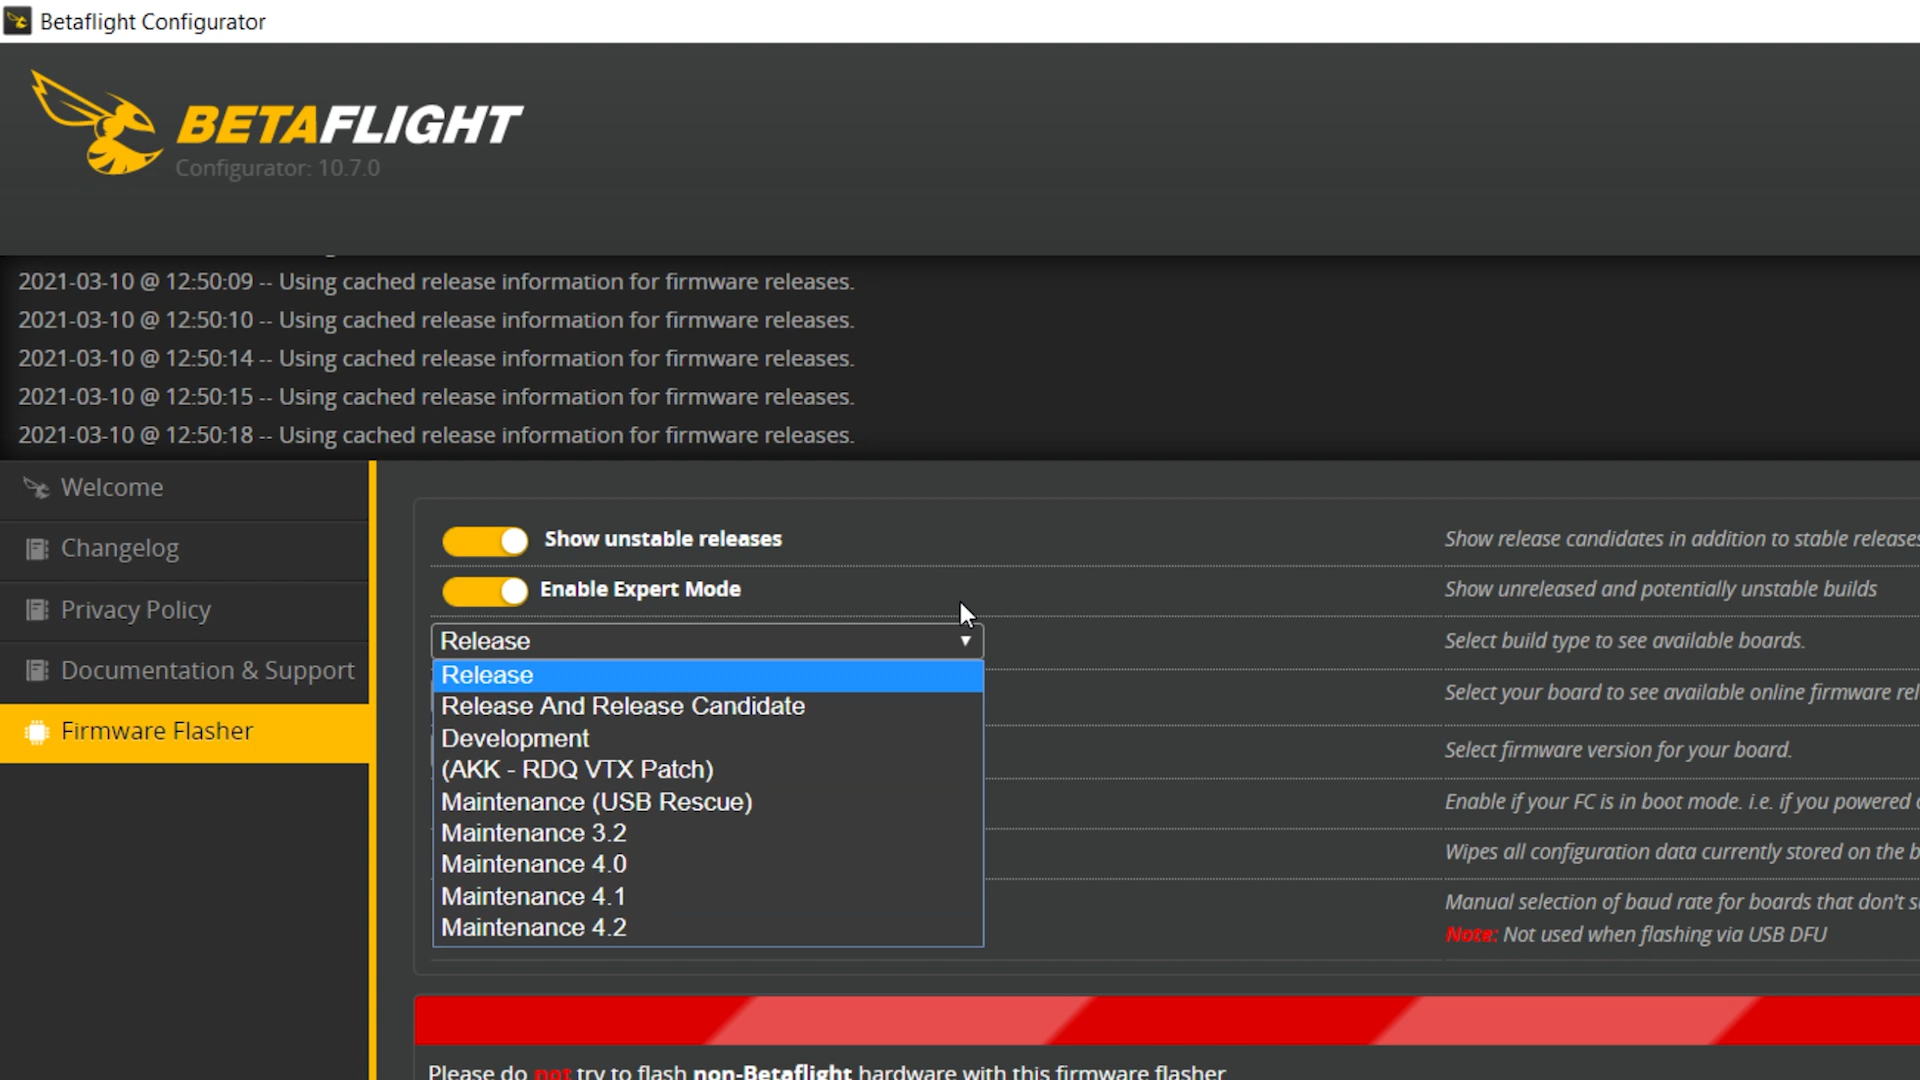 Betaflight Configurator
BETAFLIGHT
Configurator: 10.7.0
2021-03-10 @ 12:50:09 -- Using cached release information for firmware releases.
2021-03-10 @ 12:50:10 -- Using cached release information for firmware releases.
2021-03-10 @ 12:50:14 -- Using cached release information for firmware releases.
2021-03-10 @ 12:50:15 -- Using cached release information for firmware releases.
2021-03-10 @ 12:50:18 -- Using cached release information for firmware releases.
Welcome
Changelog
Privacy Policy
Documentation & Support
Firmware Flasher
Show unstable releases
Show release candidates in addition to stable releases
Enable Expert Mode
Show unreleased and potentially unstable builds
Release
Select build type to see available boards.
Release
Release And Release Candidate
Development
(AKK - RDQ VTX Patch)
Maintenance (USB Rescue)
Maintenance 3.2
Maintenance 4.0
Maintenance 4.1
Maintenance 4.2
Select your board to see available online firmware rel
Select firmware version for your board.
Enable if your FC is in boot mode. i.e. if you powered
Wipes all configuration data currently stored on the b
Manual selection of baud rate for boards that don't s
Note: Not used when flashing via USB DFU
Please do not try to flash non-Betaflight hardware with this firmware flasher